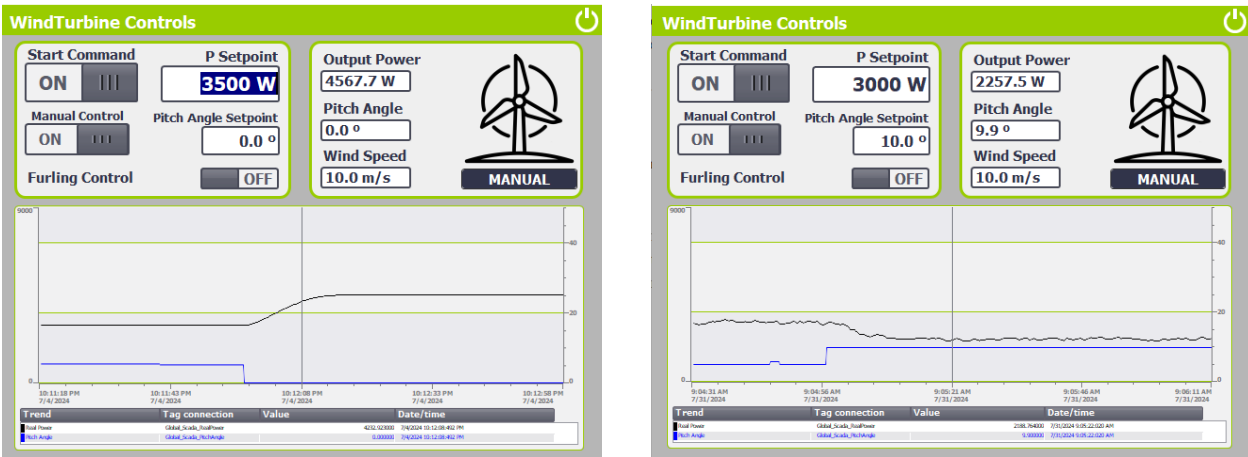 WindTurbine Controls
Start Command
P Setpoint
ON
3500 W
Manual Control
Pitch Angle Setpoint
ON
0.0 º
Furling Control
OFF
Output Power
4567.7 W
Pitch Angle
0.0 º
Wind Speed
10.0 m/s
MANUAL
9000
40
20
0
0
10:11:18 PM 10:11:43 PM 10:12:08 PM 10:12:33 PM 10:12:58 PM
7/4/2024 7/4/2024 7/4/2024 7/4/2024 7/4/2024
Trend Tag connection Value Date/time
Real Power Global_Scada_RealPower 4232.923000 7/4/2024 10:12:08:492 PM
Pitch Angle Global_Scada_PitchAngle 0.000000 7/4/2024 10:12:08:492 PM
WindTurbine Controls
Start Command
P Setpoint
ON
3000 W
Manual Control
Pitch Angle Setpoint
ON
10.0 º
Furling Control
OFF
Output Power
2257.5 W
Pitch Angle
9.9 º
Wind Speed
10.0 m/s
MANUAL
9000
40
20
0
0
9:04:31 AM 9:04:56 AM 9:05:21 AM 9:05:46 AM 9:06:11 AM
7/31/2024 7/31/2024 7/31/2024 7/31/2024 7/31/2024
Trend Tag connection Value Date/time
Real Power Global_Scada_RealPower 2188.764000 7/31/2024 9:05:22:020 AM
Pitch Angle Global_Scada_PitchAngle 9.900000 7/31/2024 9:05:22:020 AM